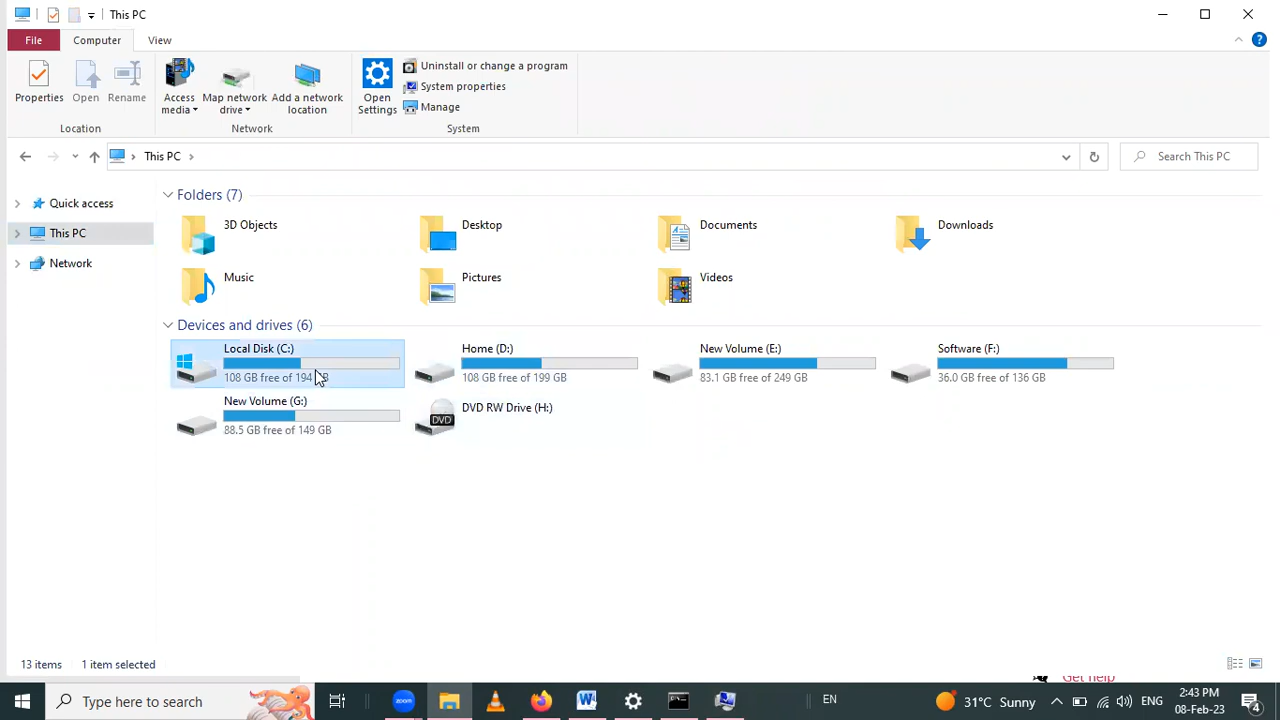 This PC
File Computer View
Properties Open Rename Access media Map network drive Add a network location Open Settings Uninstall or change a program
System properties
Manage
Location Network System
This PC Search This PC
Quick access
This PC
Network
Folders (7)
3D Objects Desktop Documents Downloads
Music Pictures Videos
Devices and drives (6)
Local Disk (C:) Home (D:) New Volume (E:) Software (F:)
108 GB free of 194 GB 108 GB free of 199 GB 83.1 GB free of 249 GB 36.0 GB free of 136 GB
New Volume (G:) DVD RW Drive (H:)
DVD
88.5 GB free of 149 GB
13 items 1 item selected
Get help
Type here to search zoom W EN 31°C Sunny ENG 2:43 PM
08-Feb-23 4